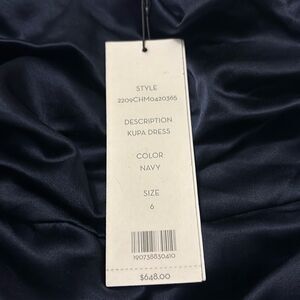 STYLE
2209CHM0420365
DESCRIPTION
KUPA DRESS
COLOR
NAVY
SIZE
6
190738830410
$648.00